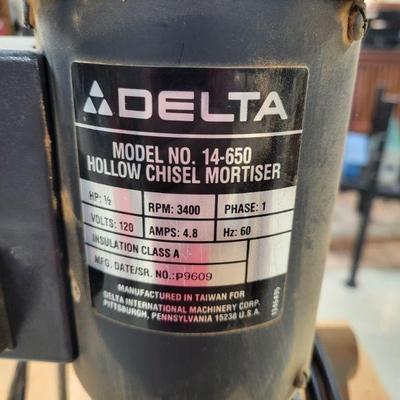 DELTA
MODEL NO. 14-650
HOLLOW CHISEL MORTISER
HP: ½ RPM: 3400 PHASE: 1
VOLTS: 120 AMPS: 4.8 Hz: 60
INSULATION CLASS A
MFG. DATE/SR. NO.: P9609
MANUFACTURED IN TAIWAN FOR
DELTA INTERNATIONAL MACHINERY CORP.
PITTSBURGH, PENNSYLVANIA 15238 U.S.A.